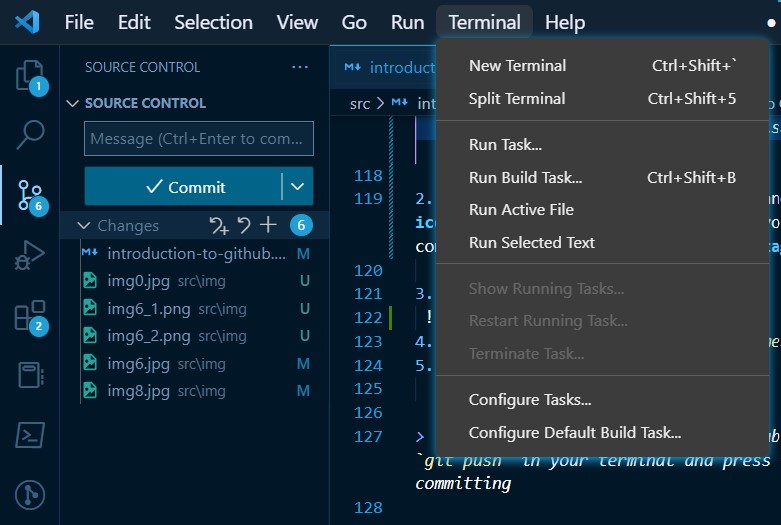 File Edit Selection View Go Run Terminal Help
SOURCE CONTROL ···
SOURCE CONTROL
Message (Ctrl+Enter to com...
Commit
Changes 6
introduction-to-github.... M
img0.jpg src\img U
img6_1.png src\img U
img6_2.png src\img U
img6.jpg src\img M
img8.jpg src\img M
1
6
2
introduct
src >
New Terminal Ctrl+Shift+`
Split Terminal Ctrl+Shift+5
Run Task...
Run Build Task... Ctrl+Shift+B
Run Active File
Run Selected Text
Show Running Tasks...
Restart Running Task...
Terminate Task...
Configure Tasks...
Configure Default Build Task...
118
119 2.
120
121 3.
122 !
123 4.
124 5.
125
126
127 >
`git push` in your terminal and press
committing
128